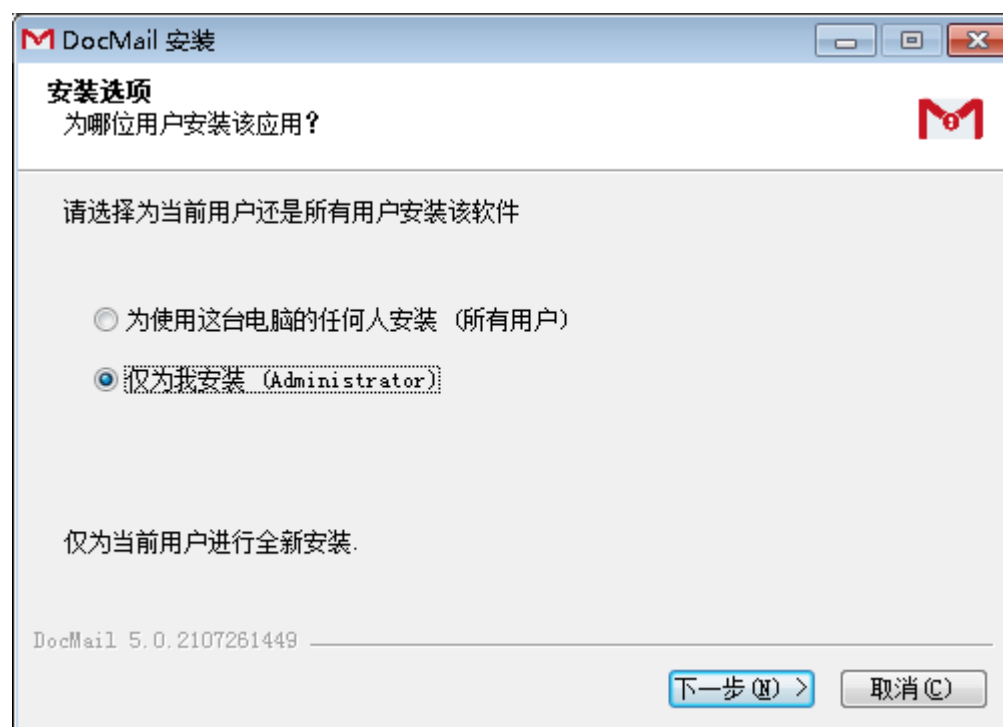 DocMail 安装
安装选项
为哪位用户安装该应用?
请选择为当前用户还是所有用户安装该软件
为使用这台电脑的任何人安装 (所有用户)
仅为我安装 (Administrator)
仅为当前用户进行全新安装.
DocMail 5.0.2107261449
下一步(N) >
取消(C)